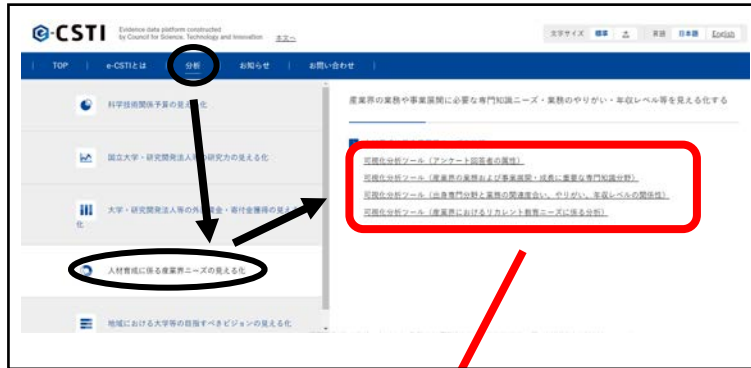 e-CSTI
Evidence data platform constructed
by Council for Science, Technology and Innovation
本文へ
文字サイズ 標準 大 言語 日本語 English
TOP e-CSTIとは 分析 お知らせ お問い合わせ
科学技術関係予算の見える化
国立大学・研究開発法人等の研究力の見える化
大学・研究開発法人等の外部資金・寄付金獲得の見える
化
人材育成に係る産業界ニーズの見える化
地域における大学等の目指すべきビジョンの見える化
産業界の業務や事業展開に必要な専門知識ニーズ・業務のやりがい・年収レベル等を見える化する
可視化分析ツール（アンケート回答者の属性）
可視化分析ツール（産業界の業務および事業展開・成長に重要な専門知識分野）
可視化分析ツール（出身専門分野と業務の関連度合い、やりがい、年収レベルの関係性）
可視化分析ツール（産業界におけるリカレント教育ニーズに係る分析）